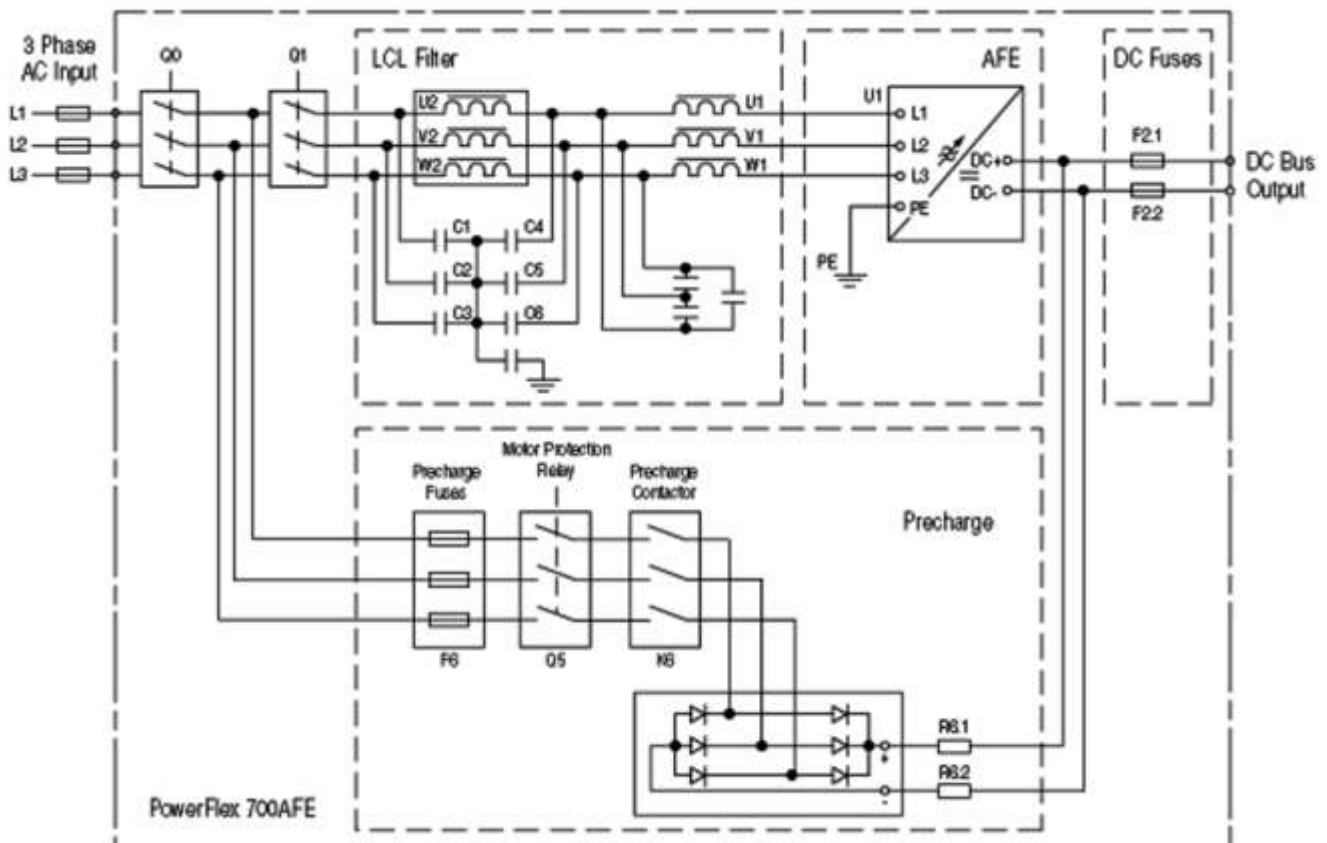 3 Phase
AC Input
L1
L2
L3
Q0
Q1
LCL Filter
U2
V2
W2
U1
V1
W1
C1
C2
C3
C4
C5
C6
AFE
U1
L1
L2
L3
PE
DC+
DC-
PE
DC Fuses
F2.1
F2.2
DC Bus
Output
Precharge
Fuses
F6
Motor Protection
Relay
Q5
Precharge
Contactor
K6
Precharge
+
-
R6.1
R6.2
PowerFlex 700AFE